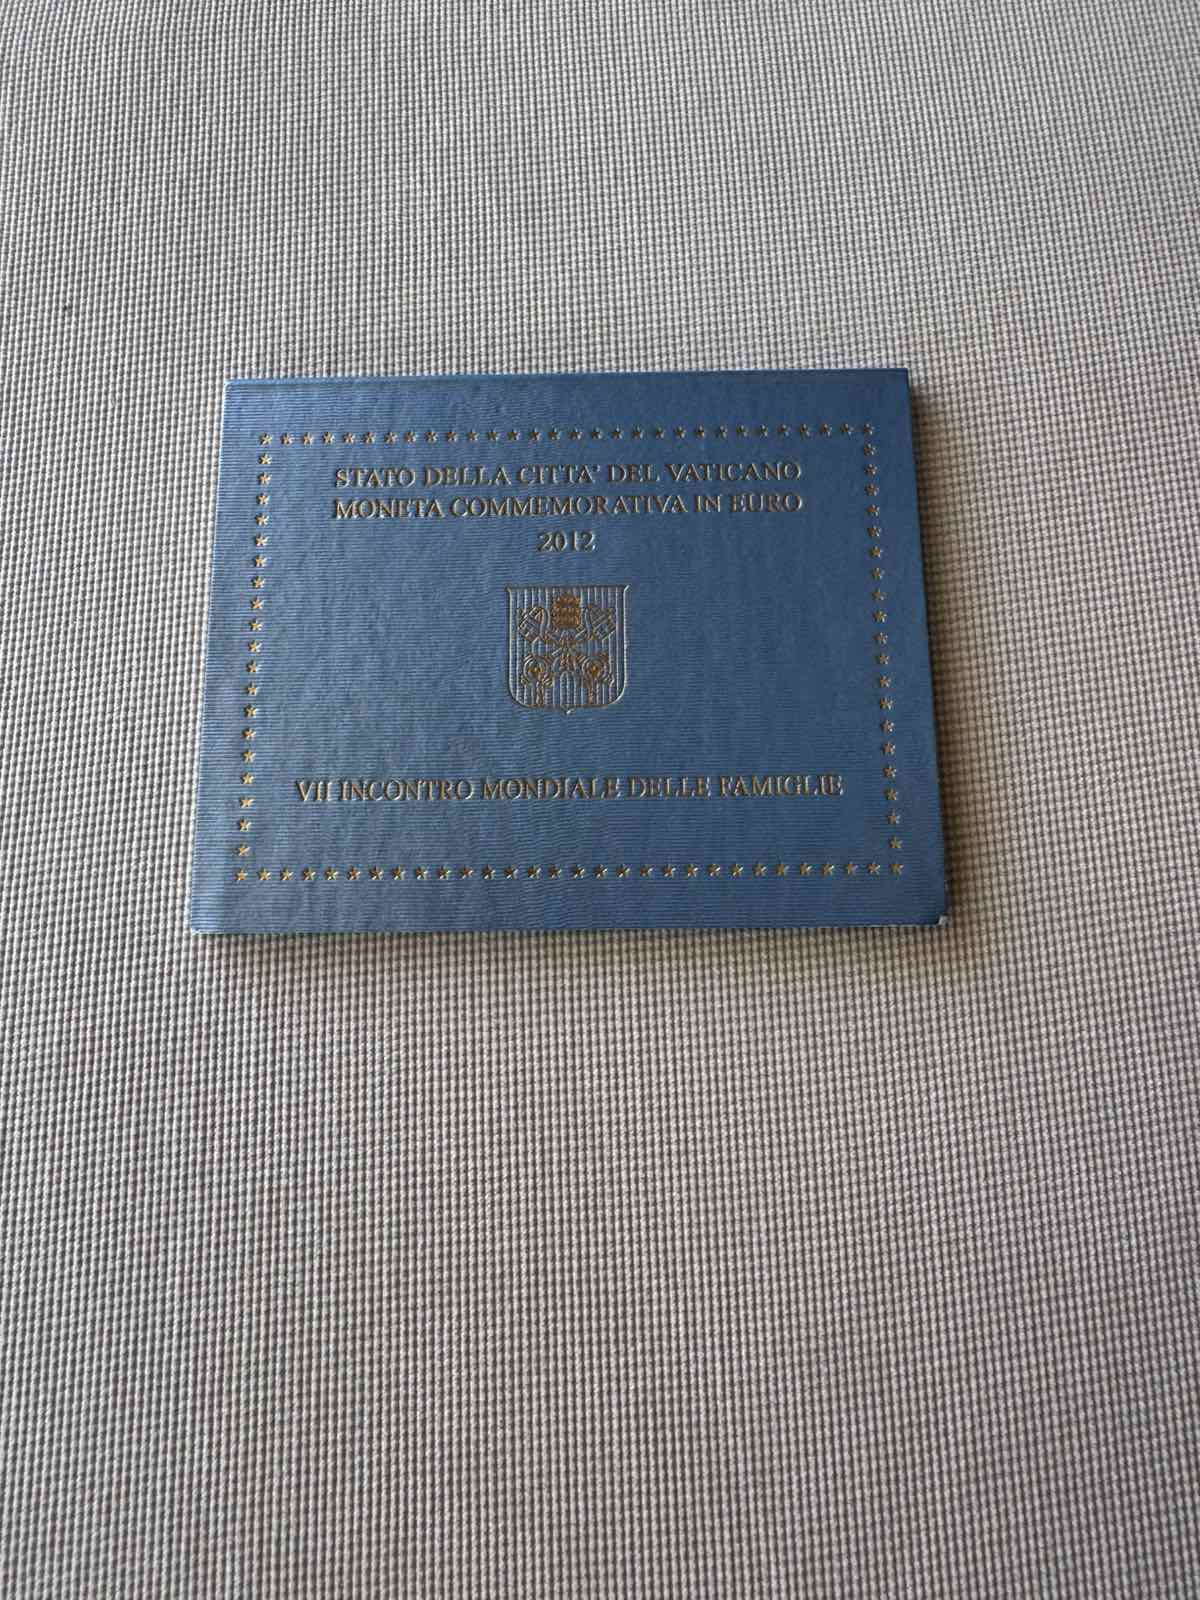 STATO DELLA CITTA' DEL VATICANO
MONETA COMMEMORATIVA IN EURO
2012
VII INCONTRO MONDIALE DELLE FAMIGLIE